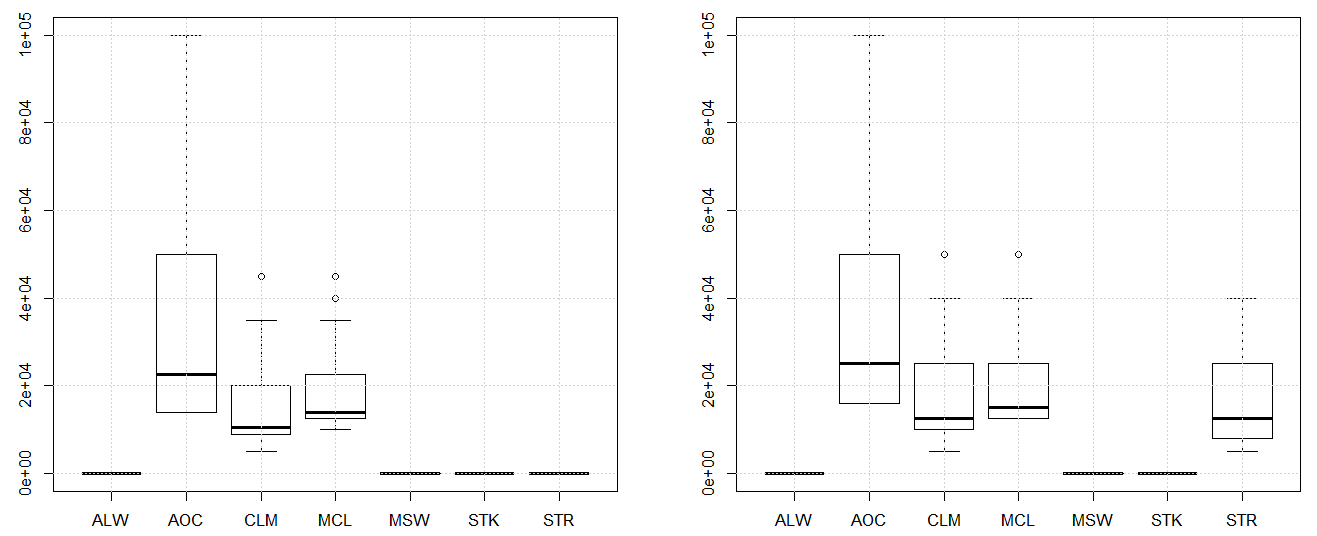 1e+05
8e+04
6e+04
4e+04
2e+04
0e+00
ALW AOC CLM MCL MSW STK STR
1e+05
8e+04
6e+04
4e+04
2e+04
0e+00
ALW AOC CLM MCL MSW STK STR